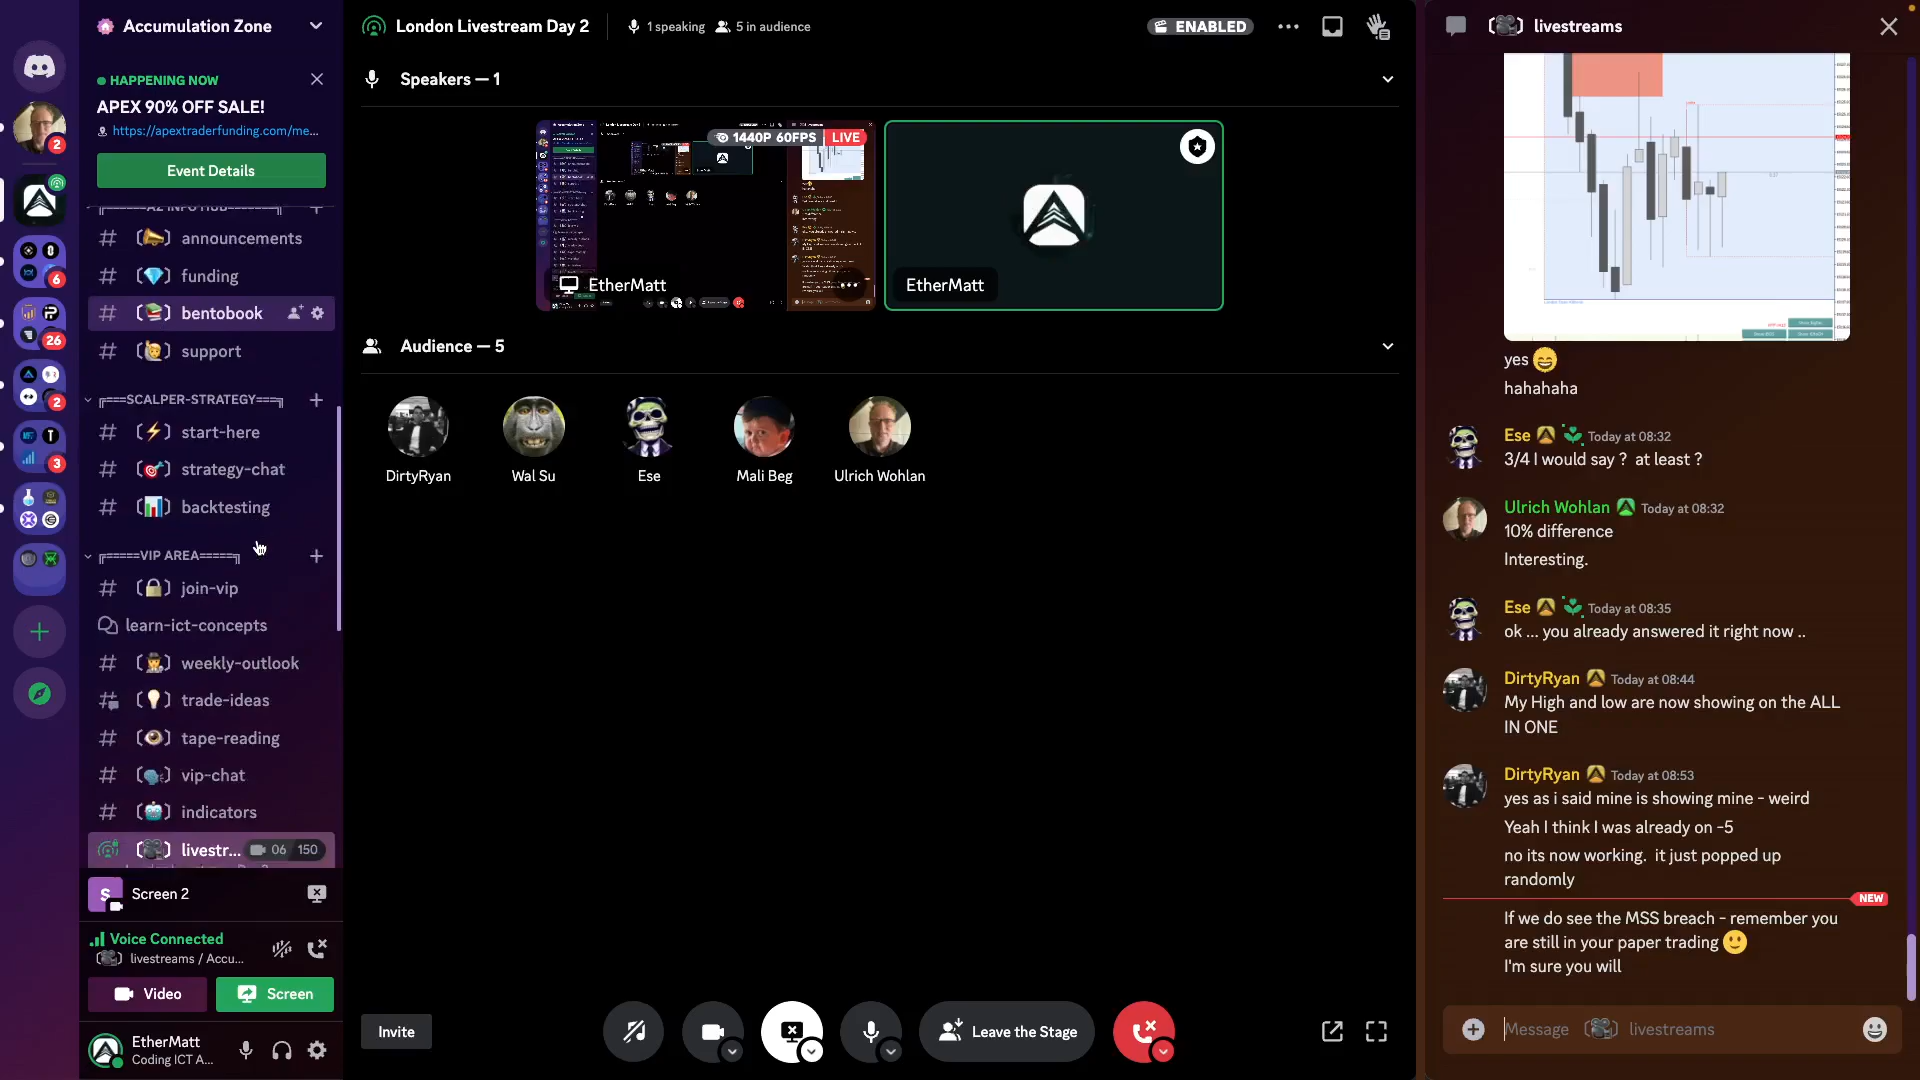 Accumulation Zone
HAPPENING NOW
APEX 90% OFF SALE!
https://apextraderfunding.com/me...
Event Details
announcements
funding
bentobook
support
╔===SCALPER-STRATEGY===╗
start-here
strategy-chat
backtesting
╔=====VIP AREA=====╗
join-vip
learn-ict-concepts
weekly-outlook
trade-ideas
tape-reading
vip-chat
indicators
livestr... 06 150
S Screen 2
Voice Connected
livestreams / Accu...
Video
Screen
EtherMatt
Coding ICT A...
2
6
26
2
3
London Livestream Day 2
1 speaking
5 in audience
ENABLED
Speakers — 1
1440P 60FPS LIVE
EtherMatt
EtherMatt
Audience — 5
DirtyRyan
Wal Su
Ese
Mali Beg
Ulrich Wohlan
Invite
Leave the Stage
livestreams
yes
hahahaha
Ese Today at 08:32
3/4 I would say ? at least ?
Ulrich Wohlan Today at 08:32
10% difference
Interesting.
Ese Today at 08:35
ok ... you already answered it right now ..
DirtyRyan Today at 08:44
My High and low are now showing on the ALL
IN ONE
DirtyRyan Today at 08:53
yes as i said mine is showing mine - weird
Yeah I think I was already on -5
no its now working. it just popped up
randomly
NEW
If we do see the MSS breach - remember you
are still in your paper trading
I'm sure you will
Message livestreams